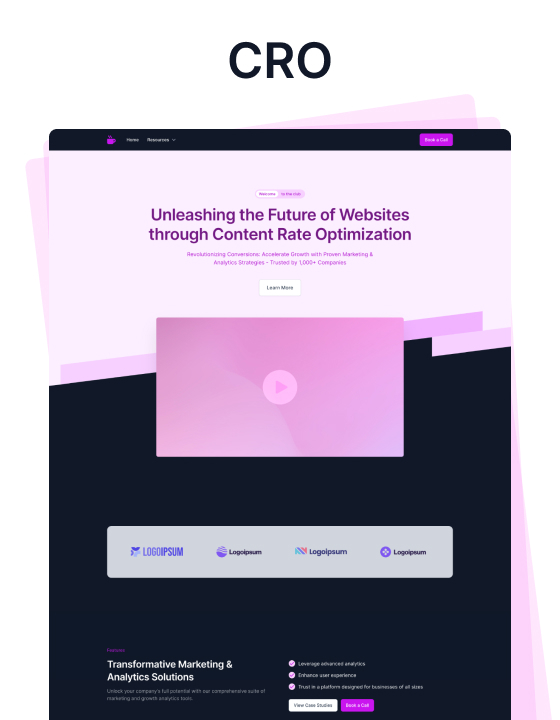 CRO
Home Resources Book a Call
Welcome to the club
Unleashing the Future of Websites
through Content Rate Optimization
Revolutionizing Conversions: Accelerate Growth with Proven Marketing &
Analytics Strategies - Trusted by 1,000+ Companies
Learn More
LOGOIPSUM Logoipsum Logoipsum Logoipsum
Features
Transformative Marketing &
Analytics Solutions
Unlock your company's full potential with our comprehensive suite of
marketing and growth analytics tools.
Leverage advanced analytics
Enhance user experience
Trust in a platform designed for businesses of all sizes
View Case Studies Book a Call